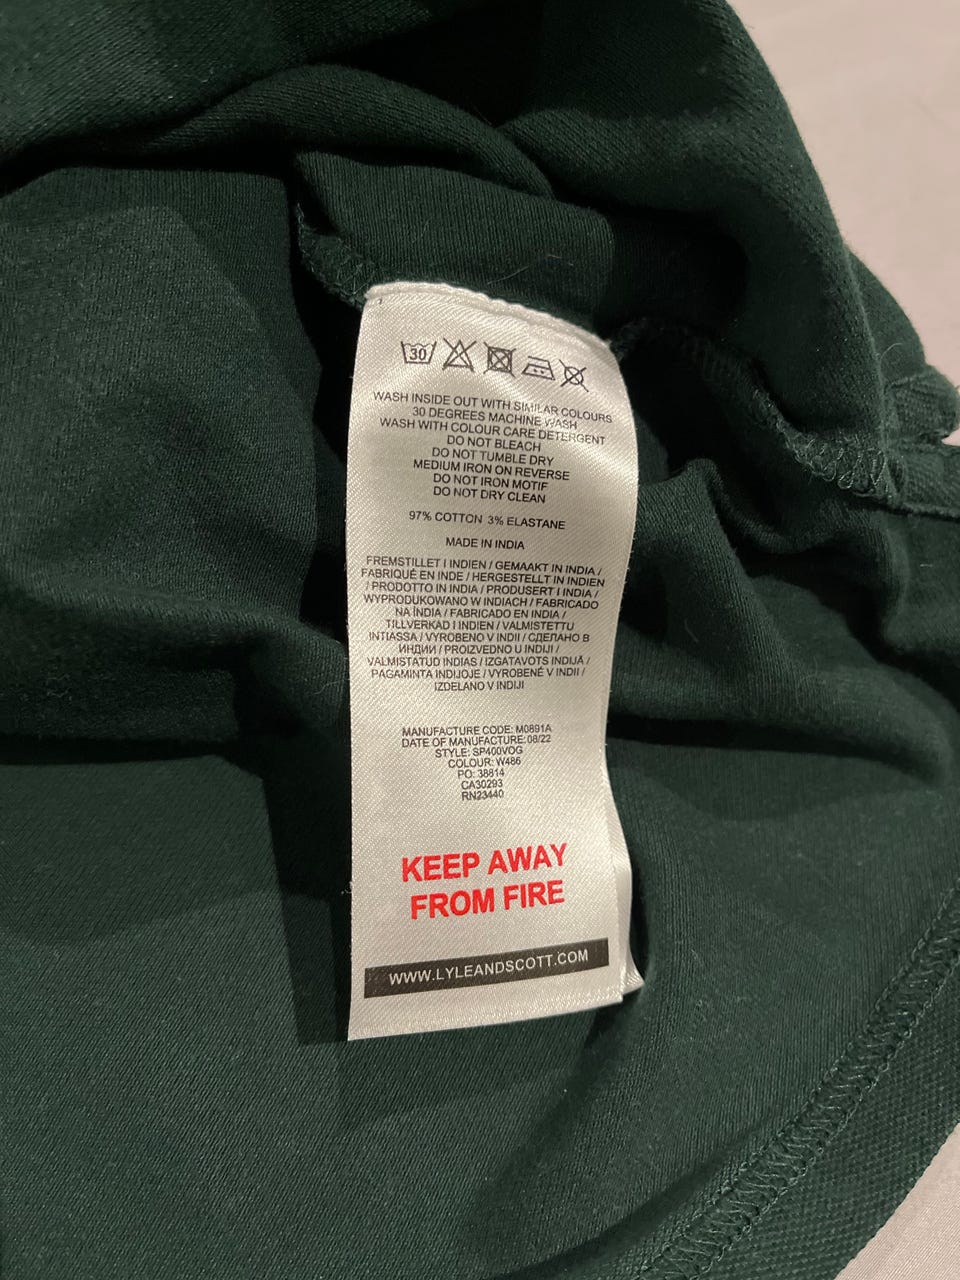 30
WASH INSIDE OUT WITH SIMILAR COLOURS
30 DEGREES MACHINE WASH
WASH WITH COLOUR CARE DETERGENT
DO NOT BLEACH
DO NOT TUMBLE DRY
MEDIUM IRON ON REVERSE
DO NOT IRON MOTIF
DO NOT DRY CLEAN
97% COTTON 3% ELASTANE
MADE IN INDIA
FREMSTILLET I INDIEN / GEMAAKT IN INDIA /
FABRIQUÉ EN INDE / HERGESTELLT IN INDIEN
/ PRODOTTO IN INDIA / PRODUSERT I INDIA /
WYPRODUKOWANO W INDIACH / FABRICADO
NA ÍNDIA / FABRICADO EN INDIA /
TILLVERKAD I INDIEN / VALMISTETTU
INTIASSA / VYROBENO V INDII / СДЕЛАНО В
ИНДИИ / PROIZVEDNO U INDIJI /
VALMISTATUD INDIAS / IZGATAVOTS INDIJĀ /
PAGAMINTA INDIJOJE / VYROBENÉ V INDII /
IZDELANO V INDIJI
MANUFACTURE CODE: M0891A
DATE OF MANUFACTURE: 08/22
STYLE: SP400VOG
COLOUR: W486
PO: 38814
CA30293
RN23440
KEEP AWAY
FROM FIRE
WWW.LYLEANDSCOTT.COM